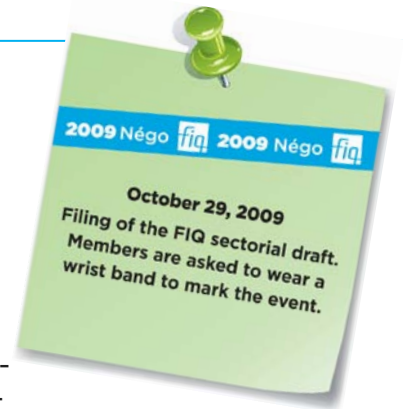 2009 Négo fiq 2009 Négo fiq
October 29, 2009
Filing of the FIQ sectorial draft.
Members are asked to wear a
wrist band to mark the event.